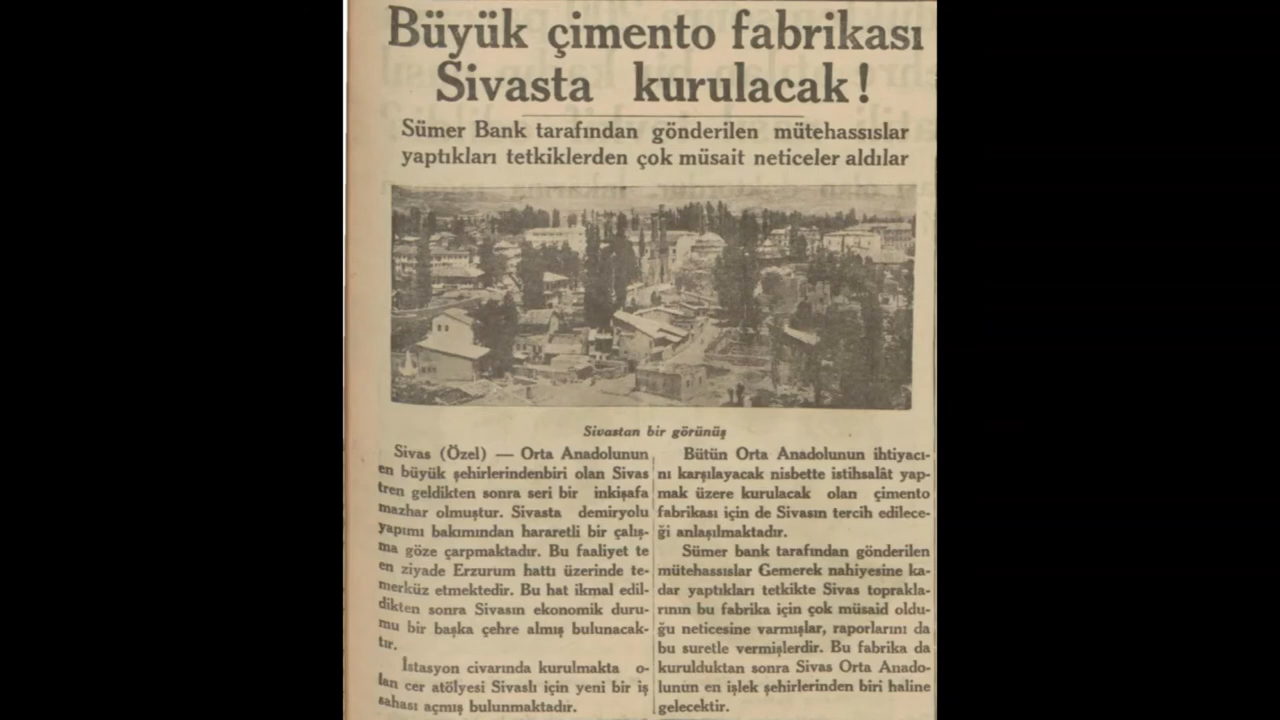 Büyük çimento fabrikası
Sivasta kurulacak!
Sümer Bank tarafından gönderilen mütehassıslar
yaptıkları tetkiklerden çok müsait neticeler aldılar
Sivastan bir görünüş
Sivas (Özel) — Orta Anadolunun
en büyük şehirlerindenbiri olan Sivas
tren geldikten sonra seri bir inkişafa
mazhar olmuştur. Sivasta demiryolu
yapımı bakımından hararetli bir çalış-
ma göze çarpmaktadır. Bu faaliyet te
en ziyade Erzurum hattı üzerinde te-
merküz etmektedir. Bu hat ikmal edil-
dikten sonra Sivasın ekonomik duru-
mu bir başka çehre almış bulunacak-
tır.
İstasyon civarında kurulmakta o-
lan cer atölyesi Sivaslı için yeni bir iş
sahası açmış bulunmaktadır.
Bütün Orta Anadolunun ihtiyacı-
nı karşılayacak nisbette istihsalât yap-
mak üzere kurulacak olan çimento
fabrikası için de Sivasın tercih edilece-
ği anlaşılmaktadır.
Sümer bank tarafından gönderilen
mütehassıslar Gemerek nahiyesine ka-
dar yaptıkları tetkikte Sivas toprakla-
rının bu fabrika için çok müsaid oldu-
ğu neticesine varmışlar, raporlarını da
bu suretle vermişlerdir. Bu fabrika da
kurulduktan sonra Sivas Orta Anado-
lunun en işlek şehirlerinden biri haline
gelecektir.